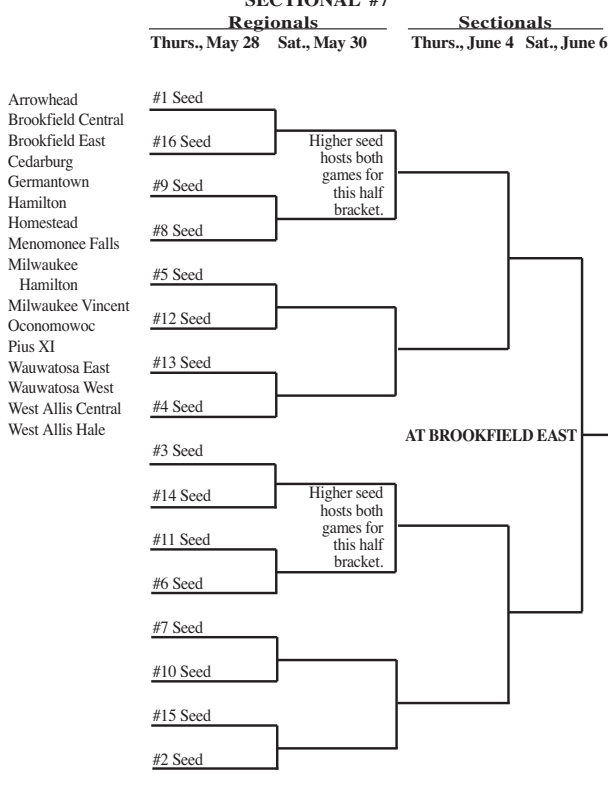 SECTIONAL #7
Regionals
Sectionals
Thurs., May 28 Sat., May 30
Thurs., June 4 Sat., June 6
Arrowhead
Brookfield Central
Brookfield East
Cedarburg
Germantown
Hamilton
Homestead
Menomonee Falls
Milwaukee
Hamilton
Milwaukee Vincent
Oconomowoc
Pius XI
Wauwatosa East
Wauwatosa West
West Allis Central
West Allis Hale
#1 Seed
#16 Seed
#9 Seed
#8 Seed
Higher seed
hosts both
games for
this half
bracket.
#5 Seed
#12 Seed
#13 Seed
#4 Seed
AT BROOKFIELD EAST
#3 Seed
#14 Seed
#11 Seed
#6 Seed
Higher seed
hosts both
games for
this half
bracket.
#7 Seed
#10 Seed
#15 Seed
#2 Seed